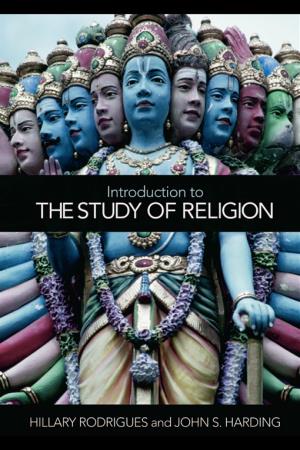 Introduction to
THE STUDY OF RELIGION
HILLARY RODRIGUES and JOHN S. HARDING